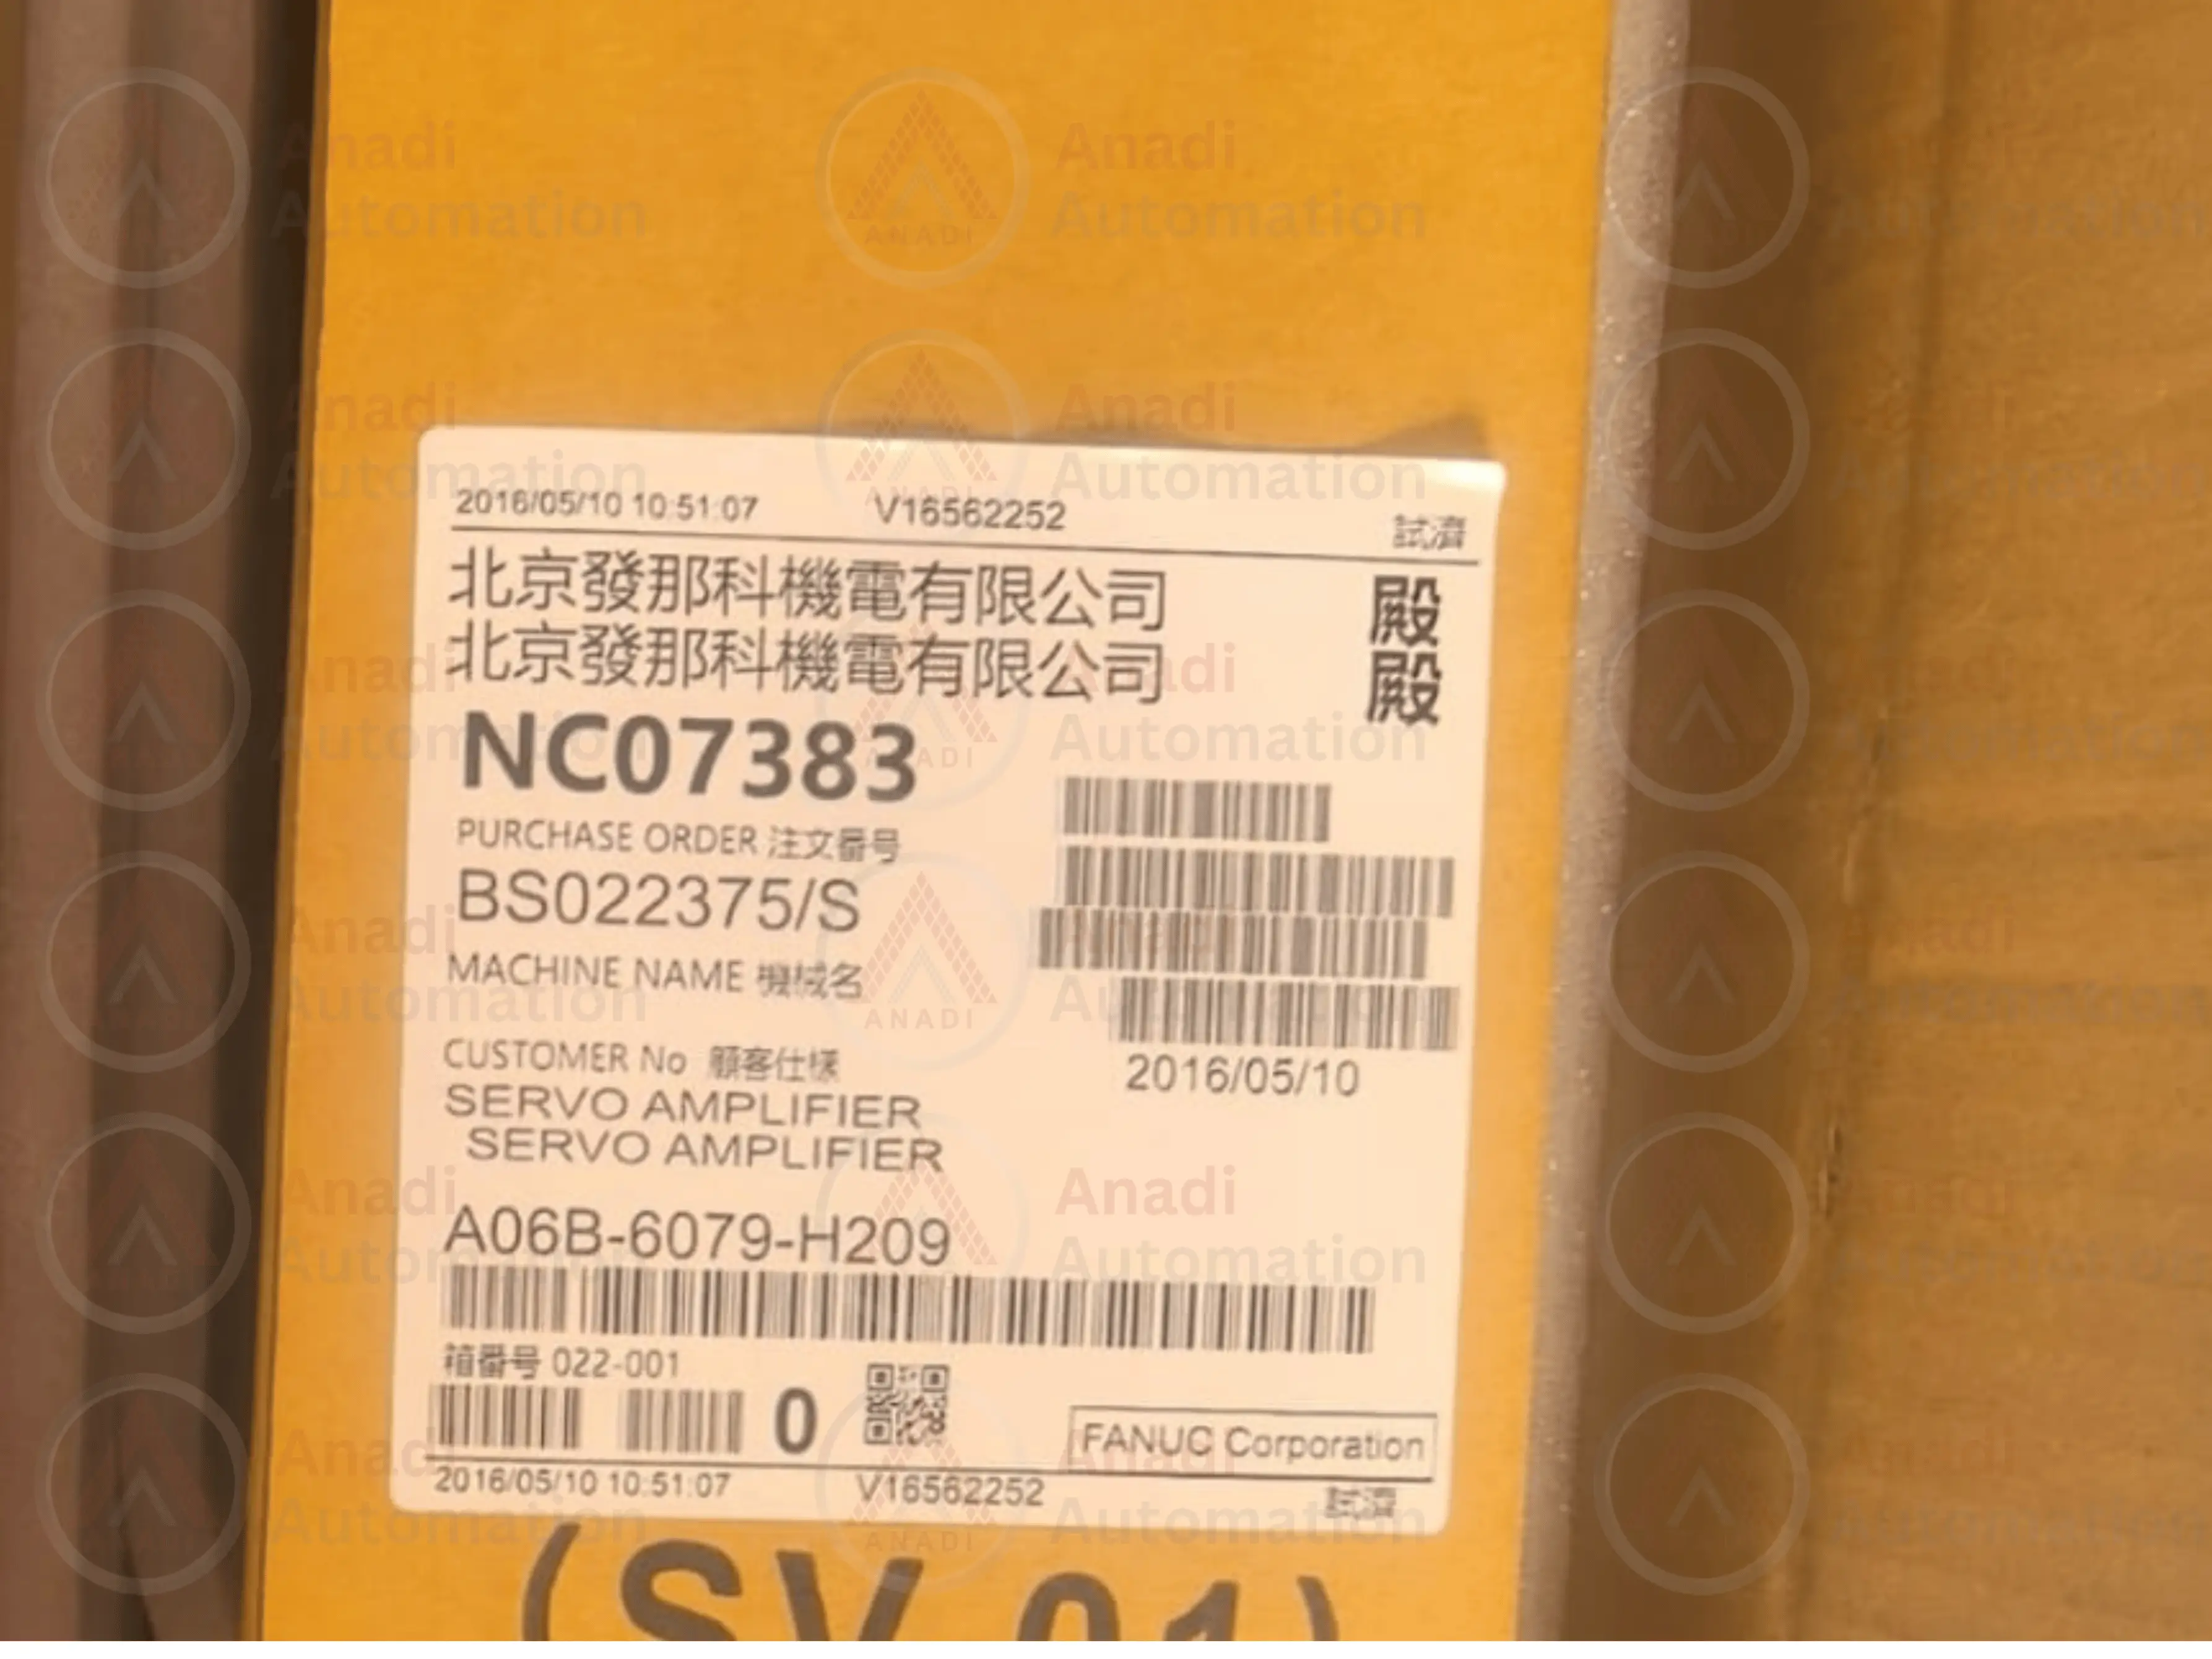 2016/05/10 10:51:07 V16562252 試済
北京發那科機電有限公司 殿
北京發那科機電有限公司 殿
NC07383
PURCHASE ORDER 注文番号
BS022375/S
MACHINE NAME 機械名
CUSTOMER No 顧客仕様
2016/05/10
SERVO AMPLIFIER
SERVO AMPLIFIER
A06B-6079-H209
箱番号 022-001
0
FANUC Corporation
2016/05/10 10:51:07 V16562252 試済
(SV-01)
Anadi
Automation
ANADI